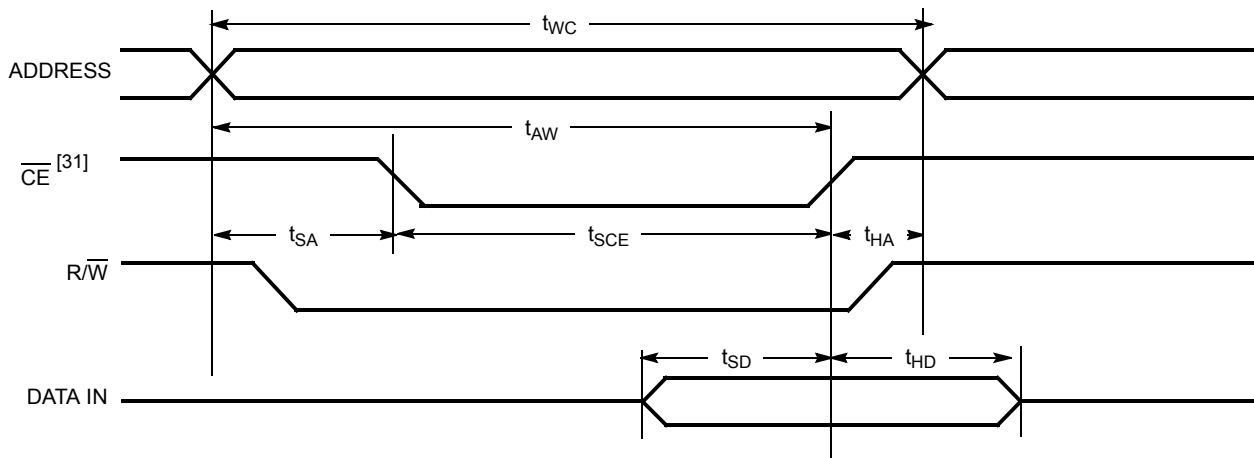 tWC
ADDRESS
tAW
CE [31]
tSA
tSCE
tHA
R/W
tSD
tHD
DATA IN